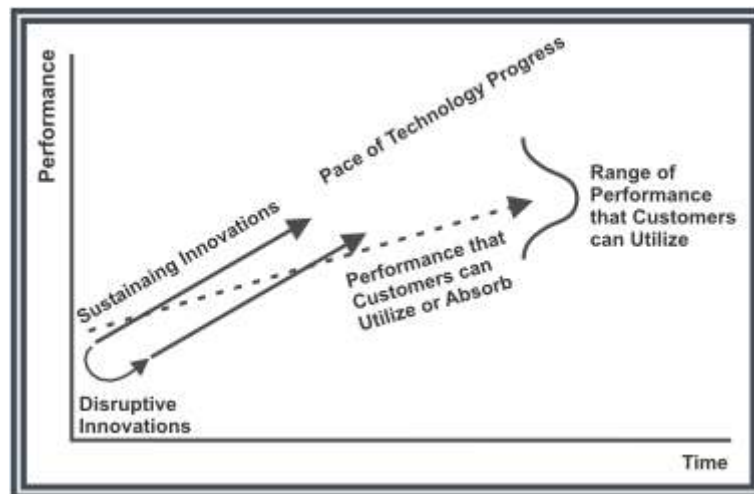 Performance
Pace of Technology Progress
Sustainaing Innovations
Range of
Performance
that Customers
can Utilize
Performance that
Customers can
Utilize or Absorb
Disruptive
Innovations
Time